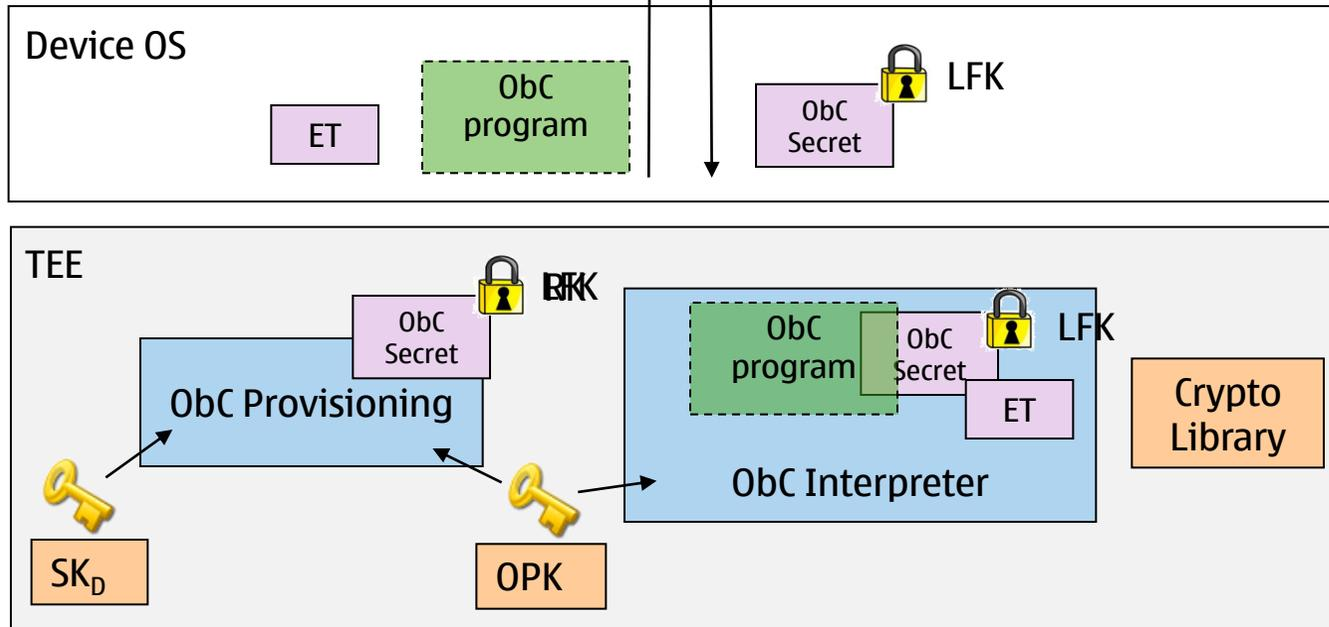 Device OS
ObC
program
ET
ObC
Secret
LFK
TEE
ObC
Secret
ObC Provisioning
SKD
OPK
ObC
program
ObC
Secret
LFK
ET
ObC Interpreter
Crypto
Library